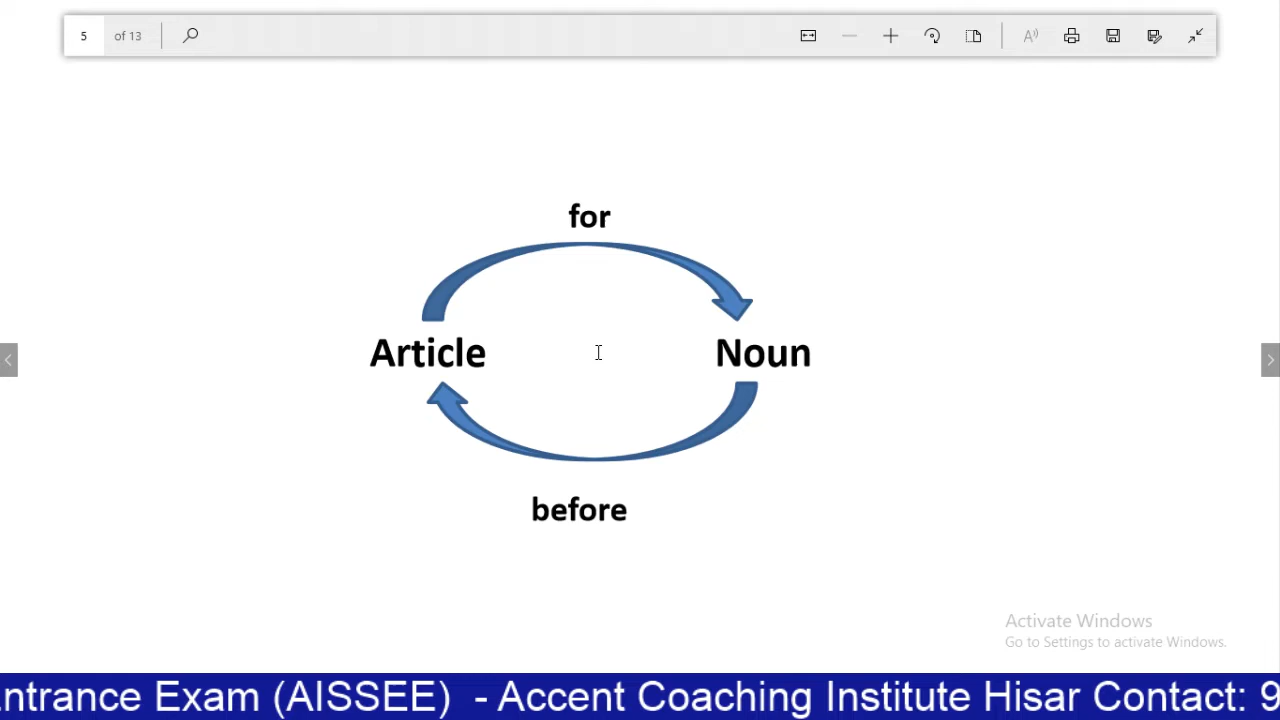 5 of 13
for
Article Noun
before
Activate Windows
Go to Settings to activate Windows.
ntrance Exam (AISSEE) - Accent Coaching Institute Hisar Contact: 9